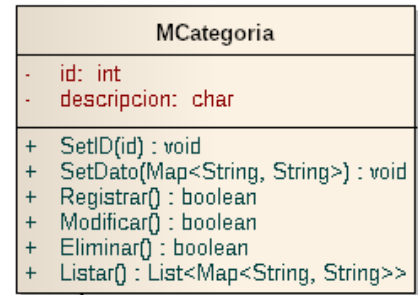 MCategoria
- id: int
- descripcion: char
+ SetID(id) : void
+ SetDato(Map<String, String>) : void
+ Registrar() : boolean
+ Modificar() : boolean
+ Eliminar() : boolean
+ Listar() : List<Map<String, String>>